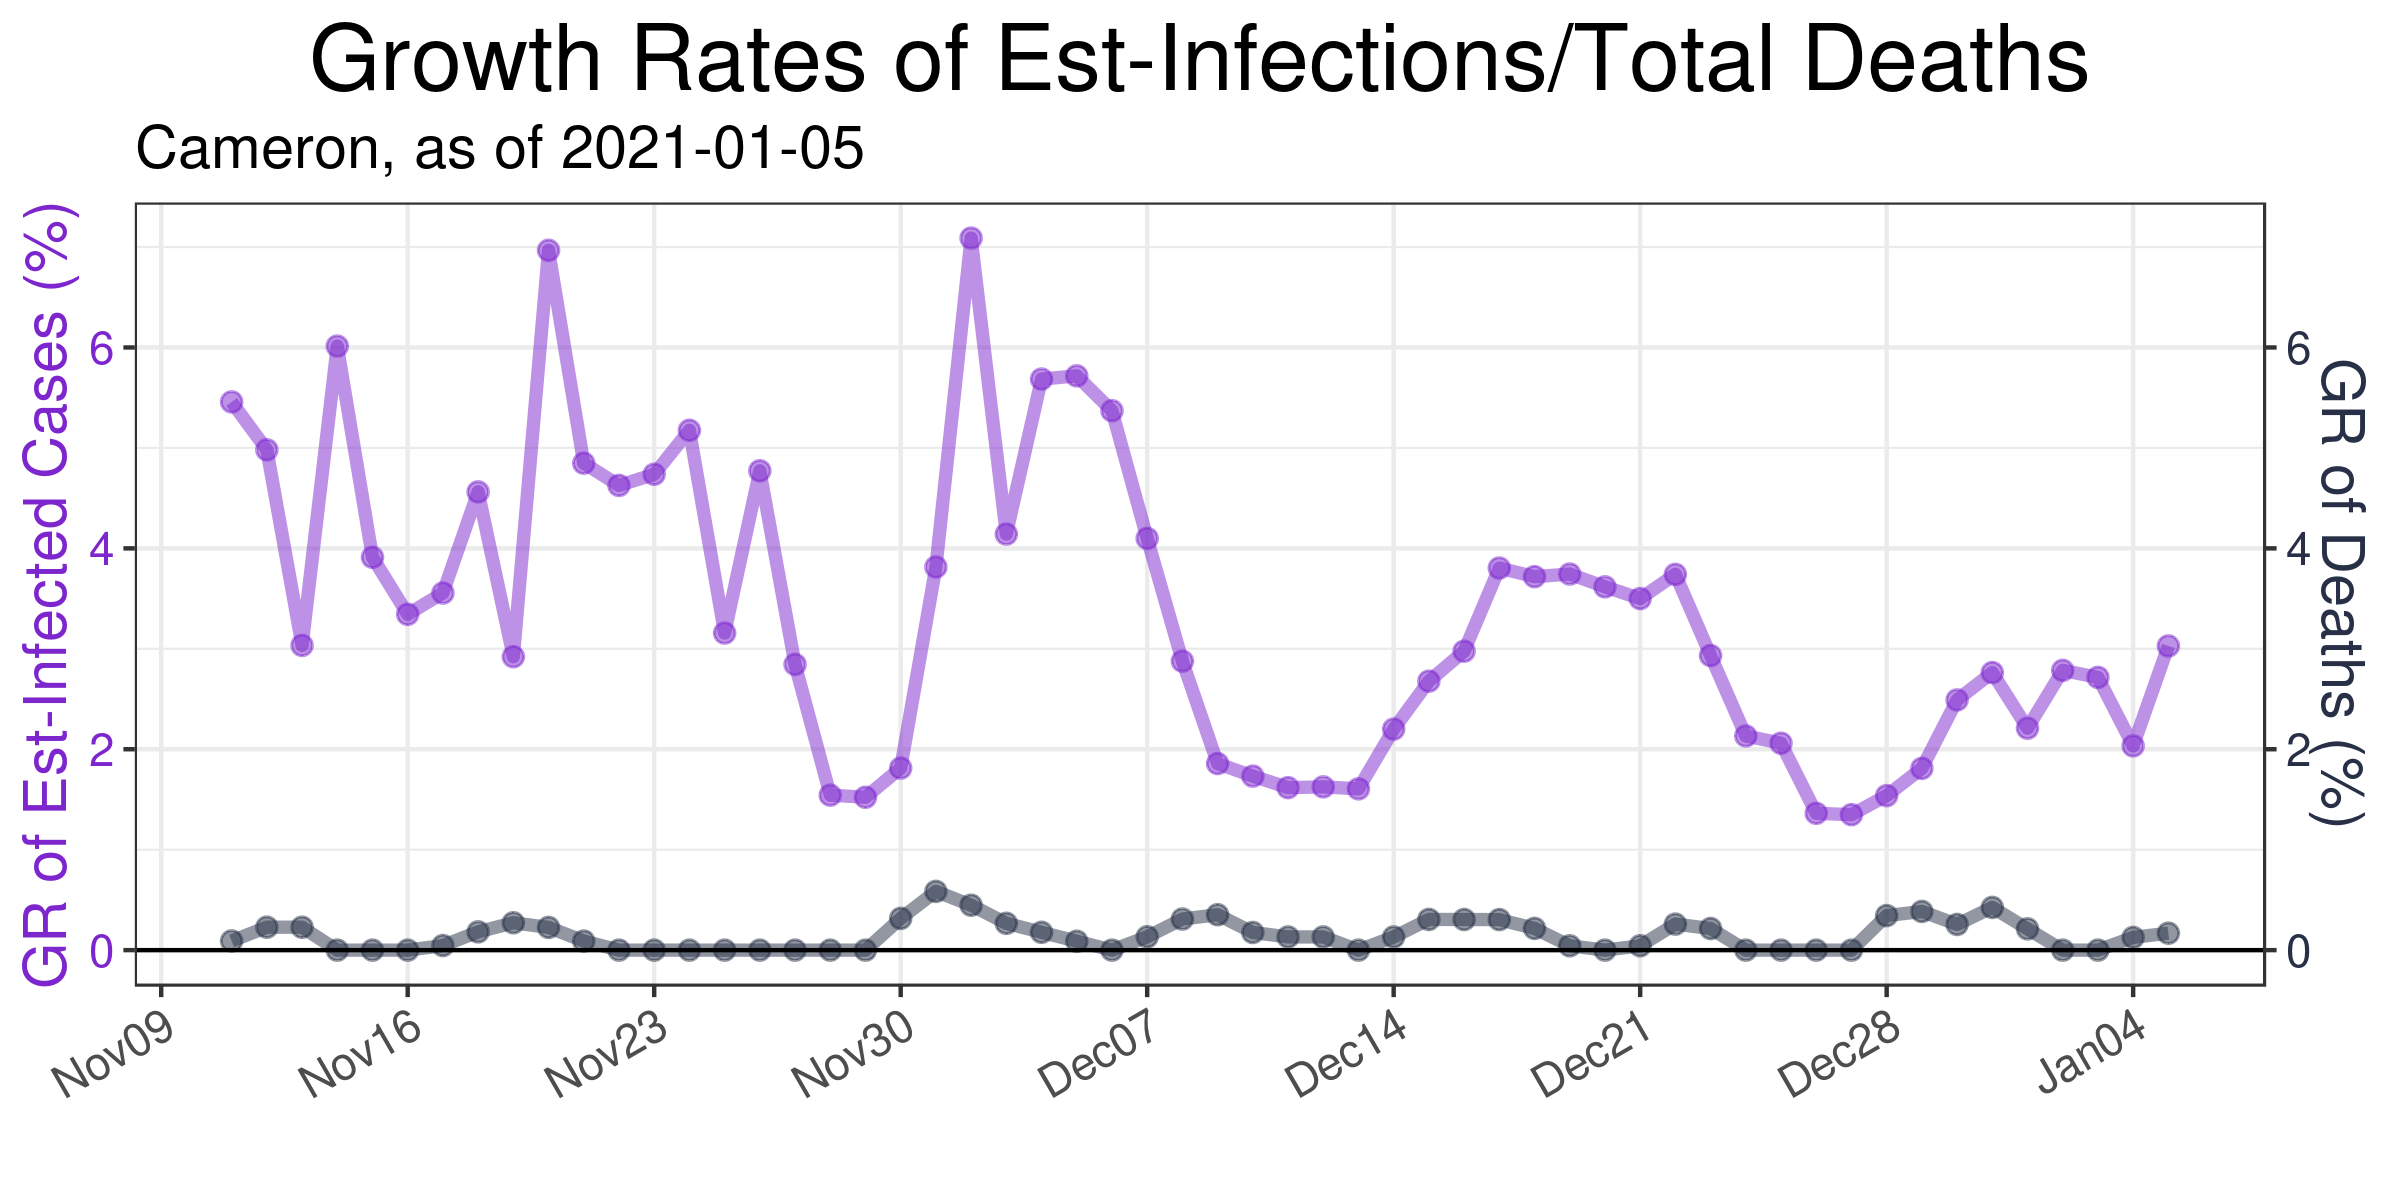 Growth Rates of Est-Infections/Total Deaths
Cameron, as of 2021-01-05
GR of Est-Infected Cases (%)
6
4
2
0
6
4
2
0
GR of Deaths (%)
Nov09
Nov16
Nov23
Nov30
Dec07
Dec14
Dec21
Dec28
Jan04